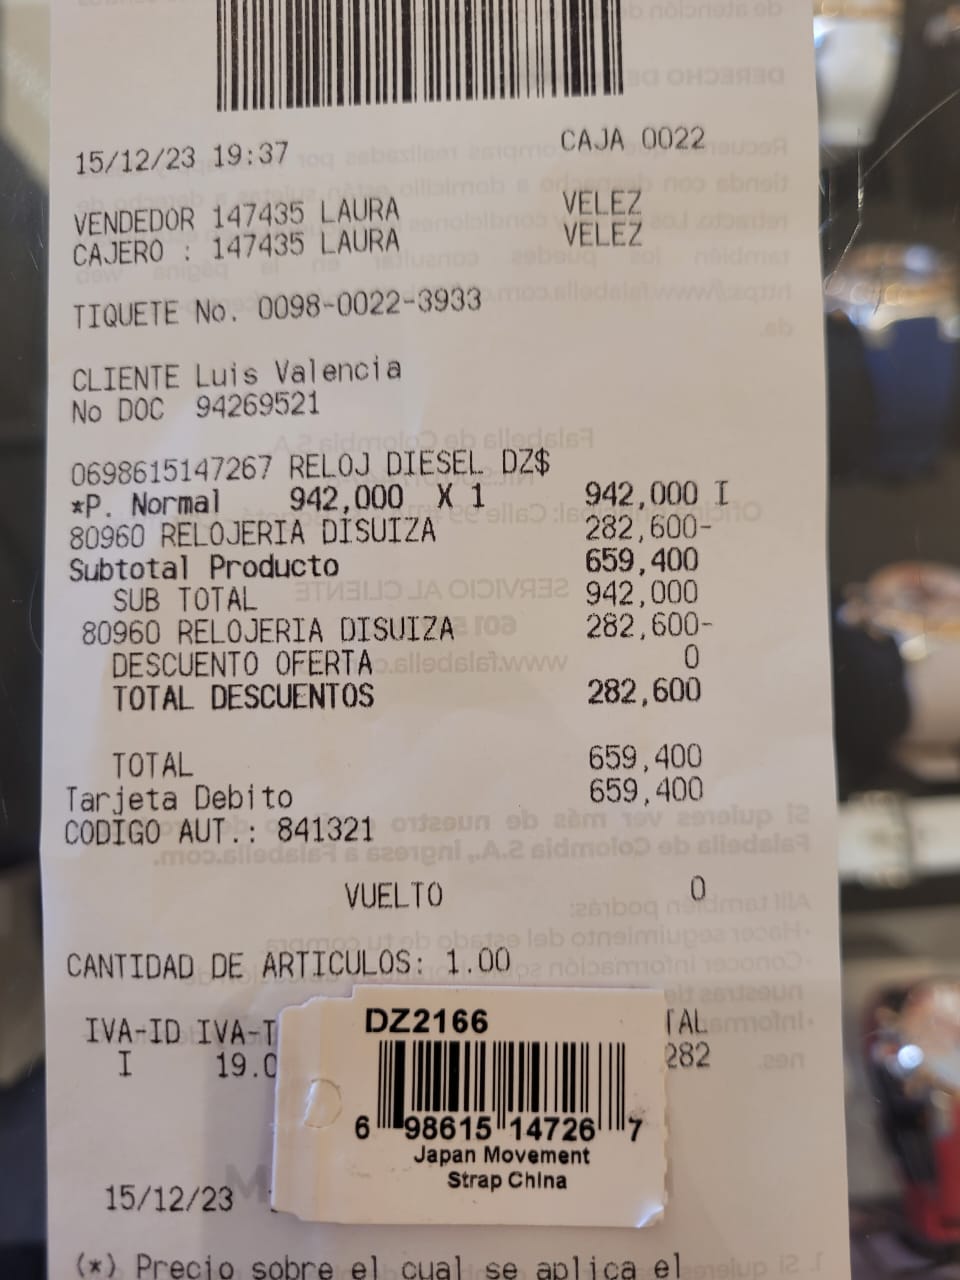 15/12/23 19:37 CAJA 0022
VENDEDOR 147435 LAURA VELEZ
CAJERO : 147435 LAURA VELEZ
TIQUETE No. 0098-0022-3933
CLIENTE Luis Valencia
No DOC 94269521
0698615147267 RELOJ DIESEL DZ$
*P. Normal 942,000 X 1 942,000 I
80960 RELOJERIA DISUIZA 282,600-
Subtotal Producto 659,400
SUB TOTAL 942,000
80960 RELOJERIA DISUIZA 282,600-
DESCUENTO OFERTA 0
TOTAL DESCUENTOS 282,600
TOTAL 659,400
Tarjeta Debito 659,400
CODIGO AUT.: 841321
VUELTO 0
CANTIDAD DE ARTICULOS: 1.00
IVA-ID IVA-T TAL
I 19.0 282
DZ2166
6 98615 14726 7
Japan Movement
Strap China
15/12/23
(*) Precio sobre el cual se aplica el